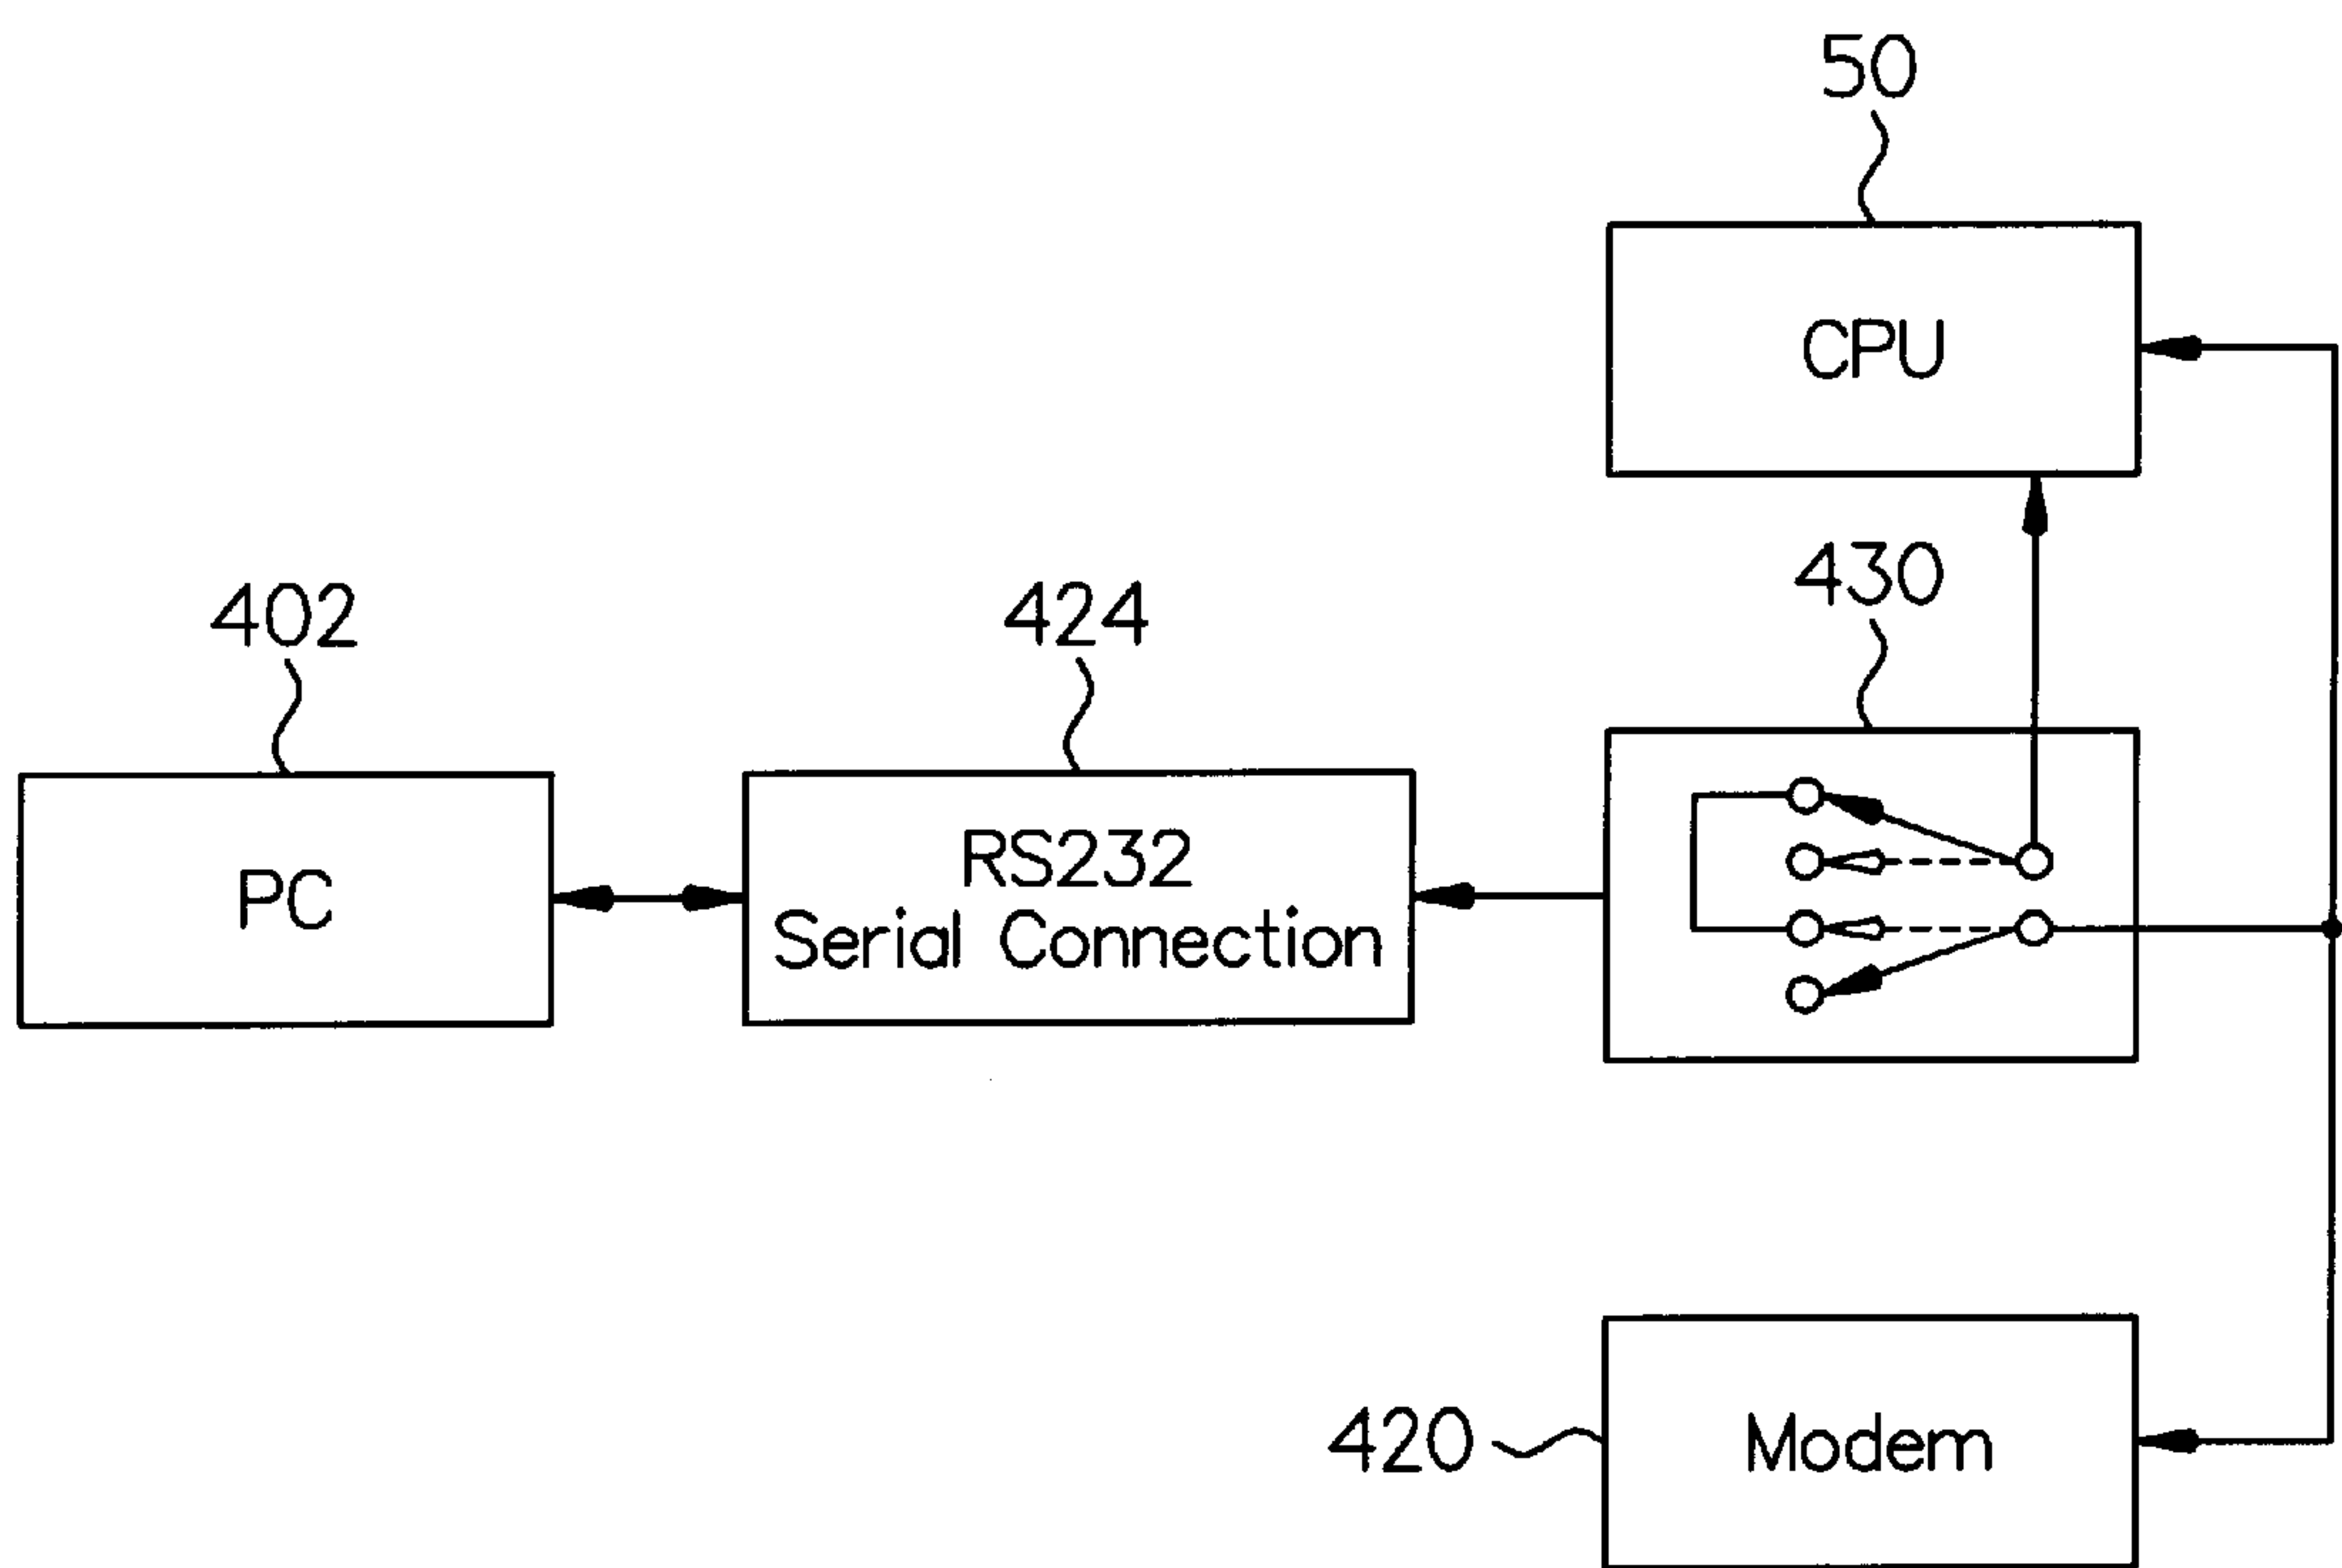 50
CPU
430
402
424
PC
RS232
Serial Connection
420
Modem